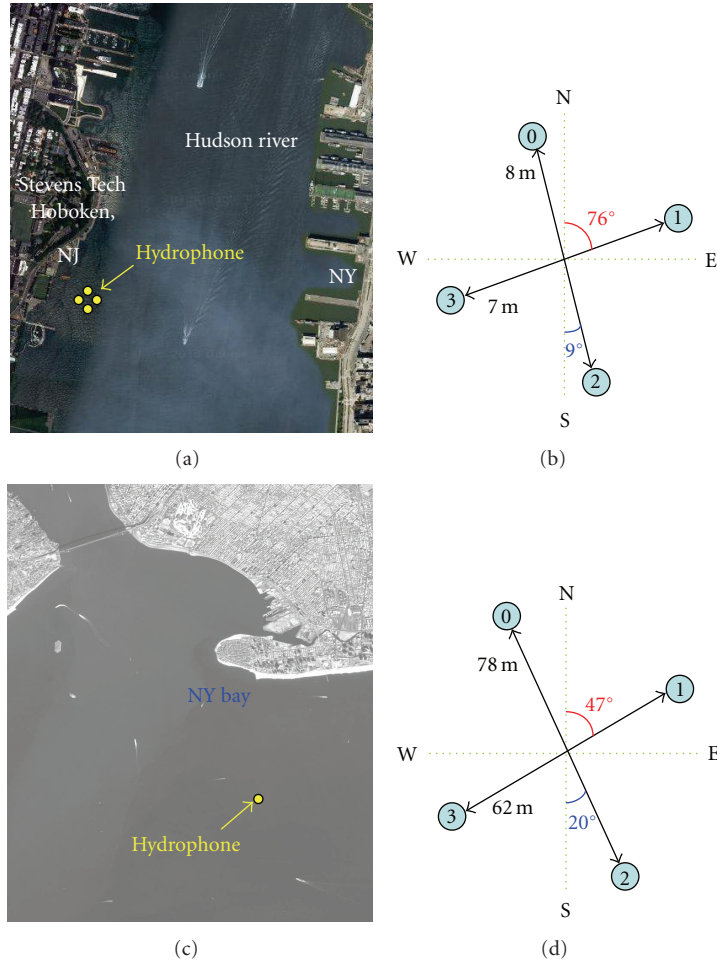 Hudson river
Stevens Tech
Hoboken,
NJ
Hydrophone
NY
(a)
N
0
8 m
76°
1
W
E
3
7 m
9°
2
S
(b)
NY bay
Hydrophone
(c)
N
0
78 m
47°
1
W
E
62 m
3
20°
2
S
(d)